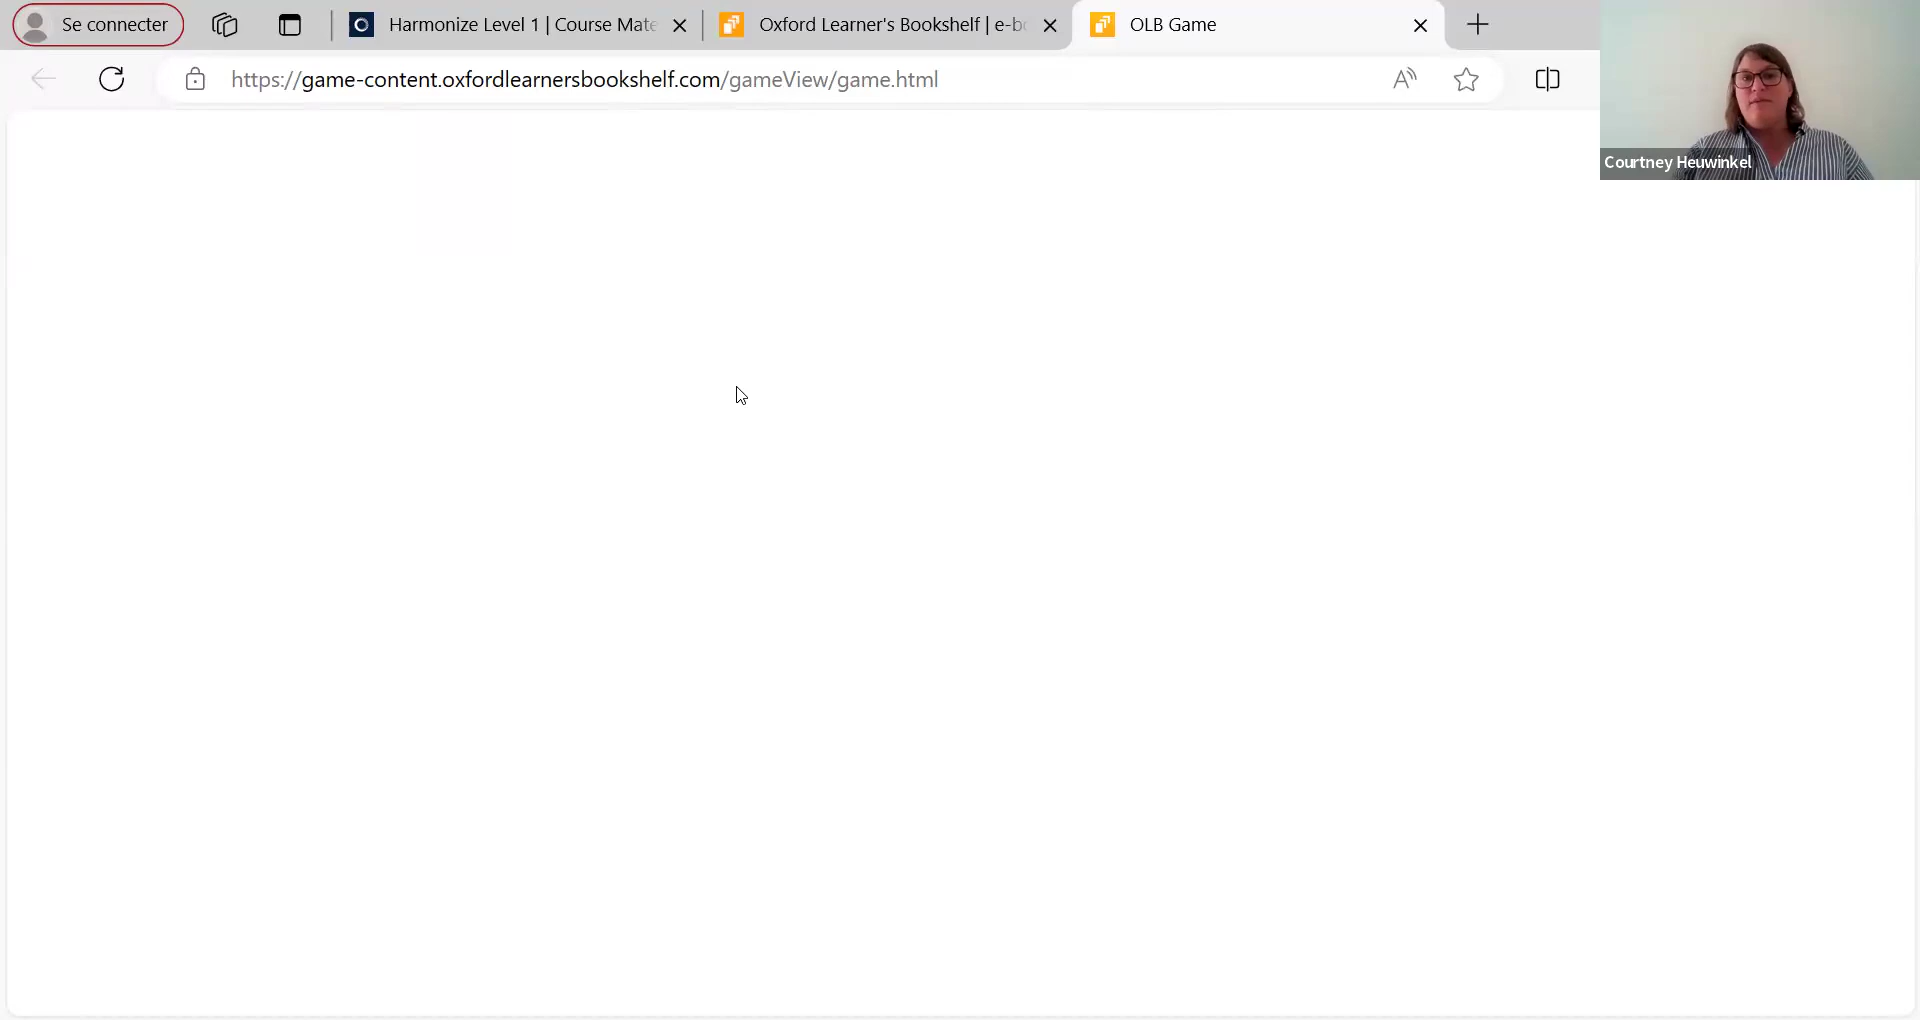 Se connecter
Harmonize Level 1 | Course Mate
Oxford Learner's Bookshelf | e-bo
OLB Game
https://game-content.oxfordlearnersbookshelf.com/gameView/game.html
Courtney Heuwinkel